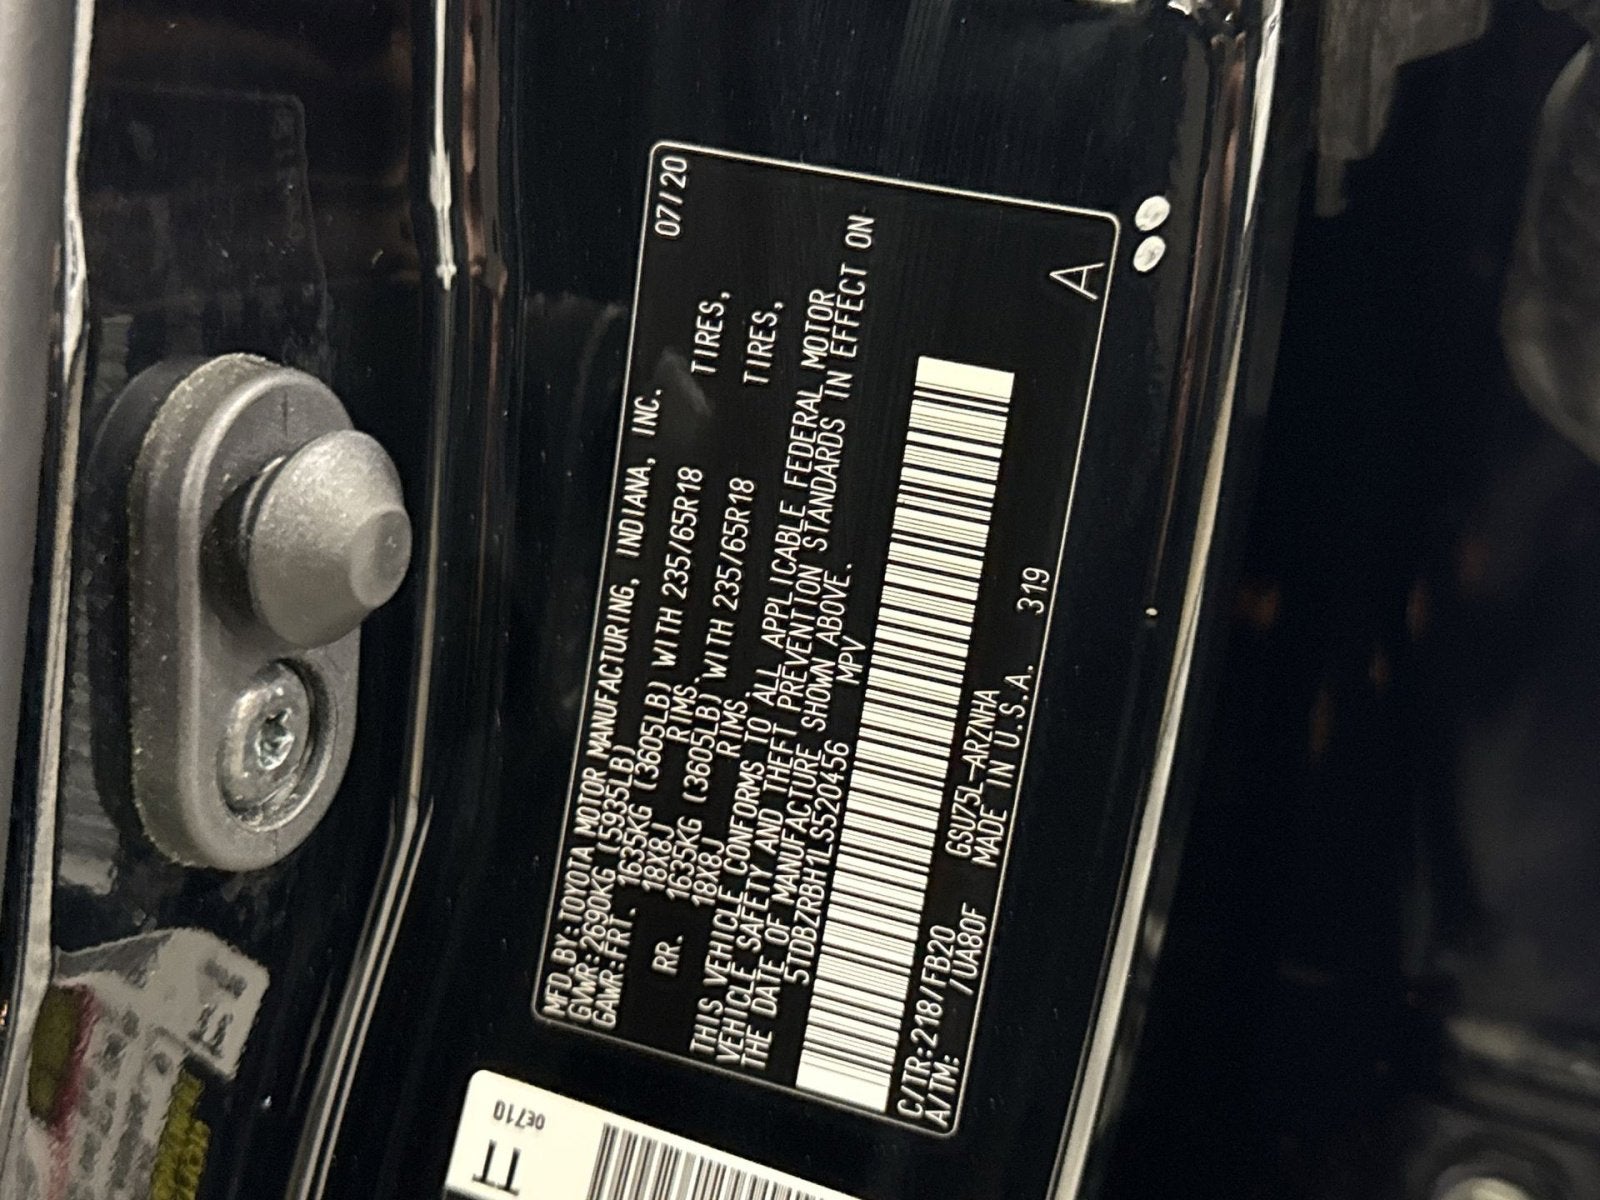 MFD.BY:TOYOTA MOTOR MANUFACTURING, INDIANA, INC. 07/20
GVWR:2690KG (5935LB)
GAWR:FRT. 1635KG (3605LB) WITH 235/65R18 TIRES,
18X8J RIMS.
RR. 1635KG (3605LB) WITH 235/65R18 TIRES,
18X8J RIMS.
THIS VEHICLE CONFORMS TO ALL APPLICABLE FEDERAL MOTOR
VEHICLE SAFETY AND THEFT PREVENTION STANDARDS IN EFFECT ON
THE DATE OF MANUFACTURE SHOWN ABOVE.
5TDBZRBH1LS520456 MPV
C/TR:218/FB20 GSU75L-ARZNHA
A/TM: /UA80F MADE IN U.S.A. 319
A
TT
0E710